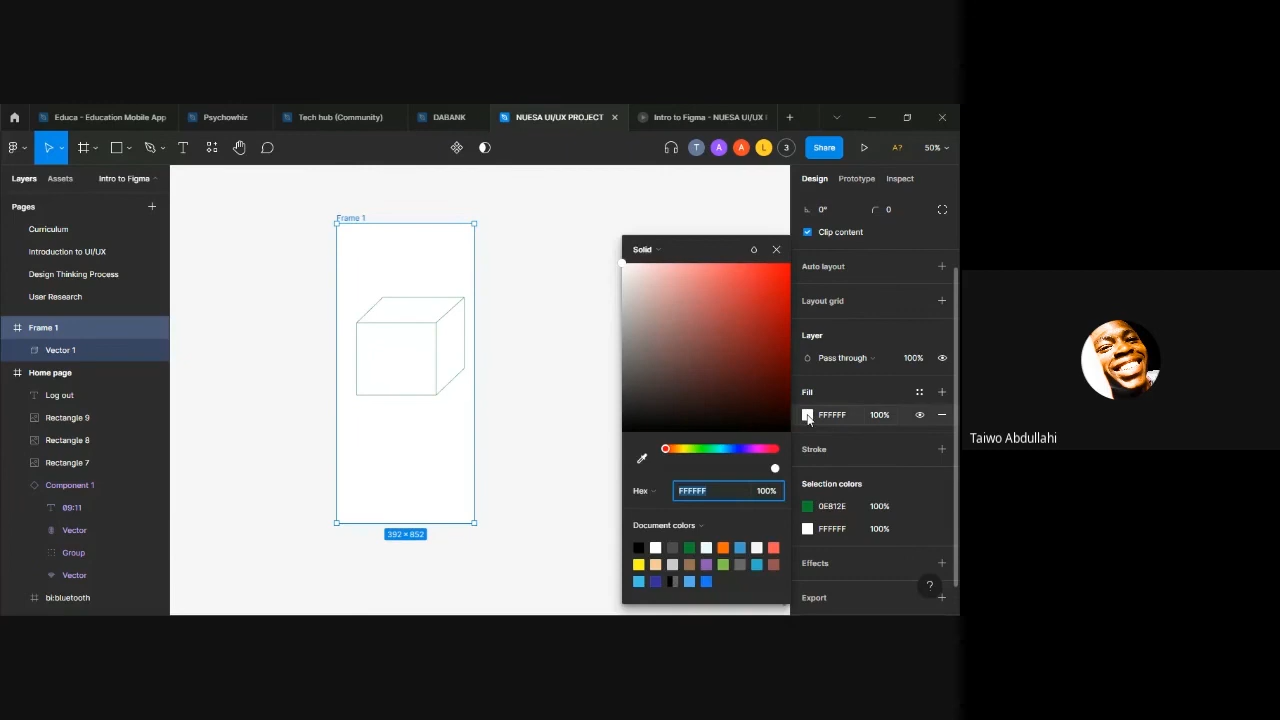 Educa - Education Mobile App
Psychowhiz
Tech hub (Community)
DABANK
NUESA UI/UX PROJECT
Intro to Figma - NUESA UI/UX
T A A L 3
Share
A?
50%
Layers Assets Intro to Figma
Pages
Curriculum
Introduction to UI/UX
Design Thinking Process
User Research
Frame 1
Vector 1
Home page
Log out
Rectangle 9
Rectangle 8
Rectangle 7
Component 1
09:11
Vector
Group
Vector
bi:bluetooth
Frame 1
392 × 852
Solid
Hex FFFFFF 100%
Document colors
Design Prototype Inspect
0° 0
Clip content
Auto layout
Layout grid
Layer
Pass through 100%
Fill
FFFFFF 100%
Stroke
Selection colors
0E812E 100%
FFFFFF 100%
Effects
?
Export
Taiwo Abdullahi